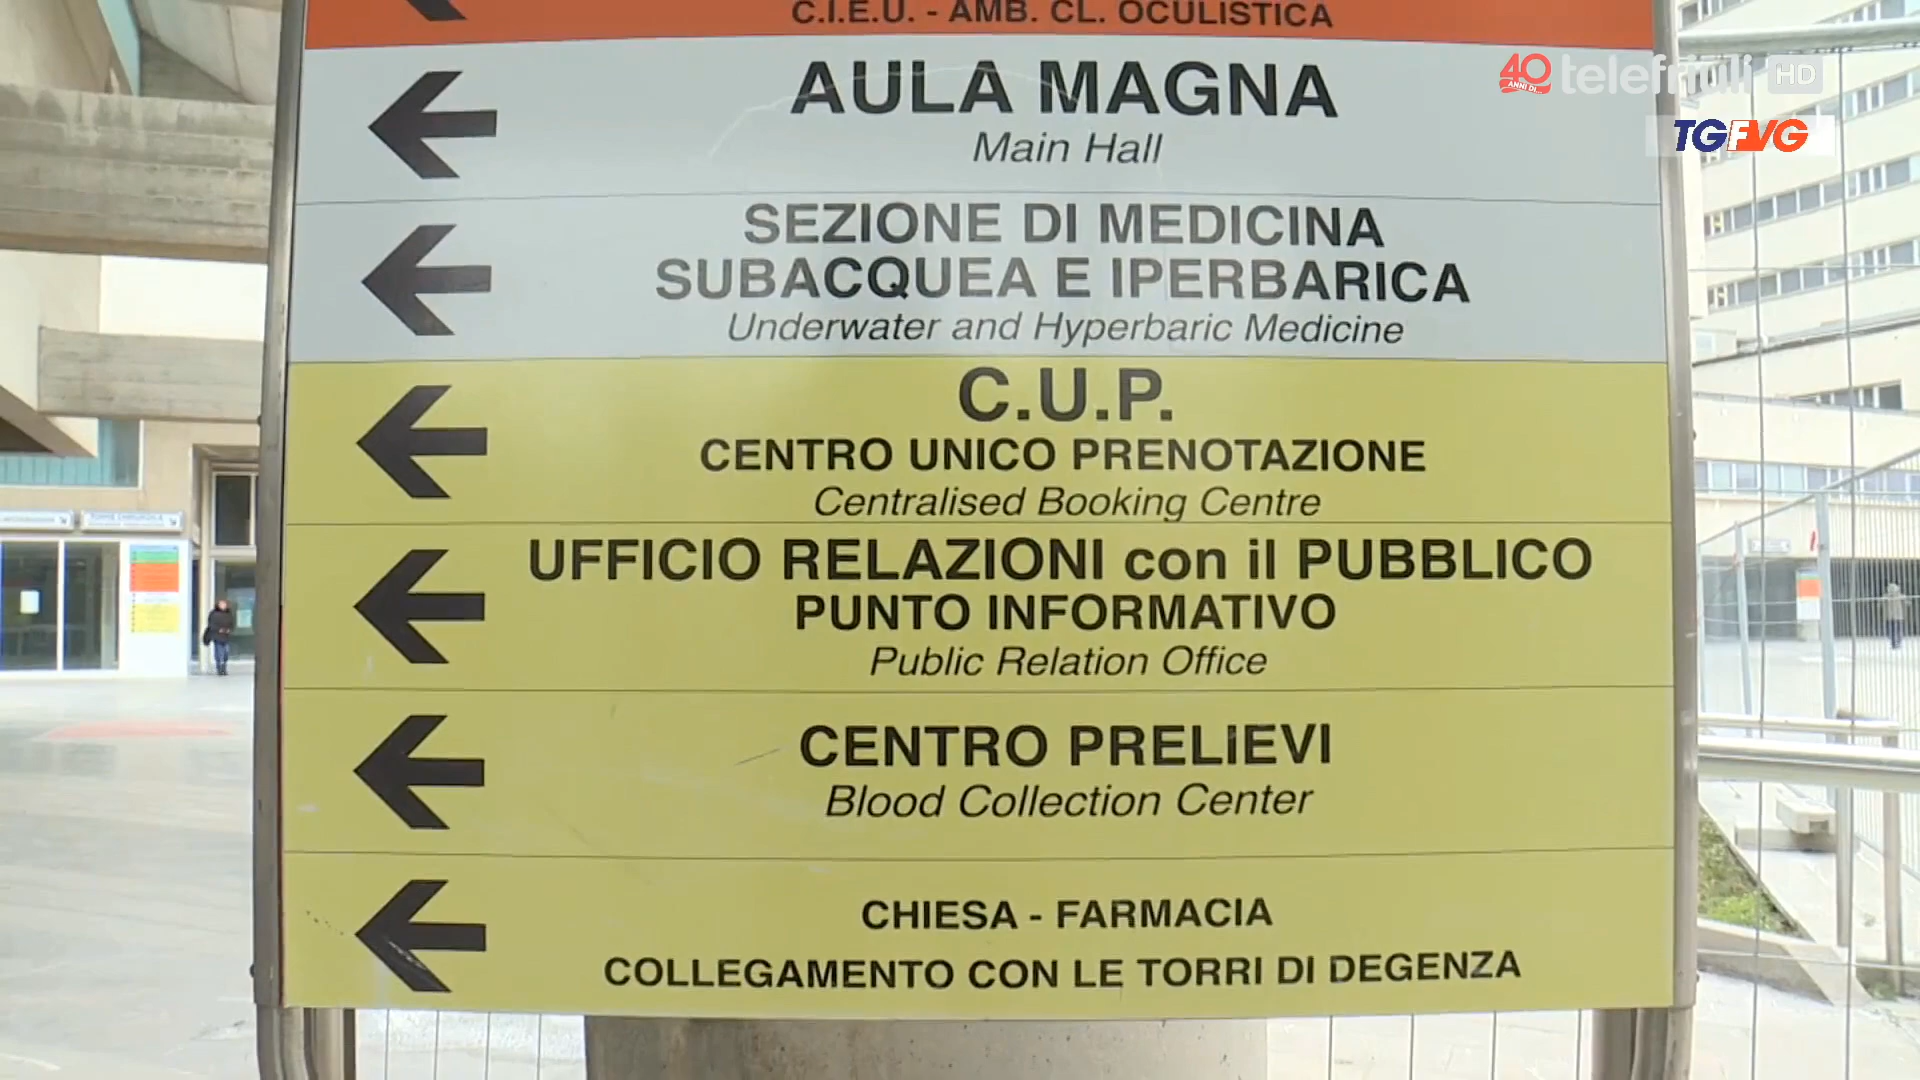 C.I.E.U. - AMB. CL. OCULISTICA
AULA MAGNA
Main Hall
SEZIONE DI MEDICINA
SUBACQUEA E IPERBARICA
Underwater and Hyperbaric Medicine
C.U.P.
CENTRO UNICO PRENOTAZIONE
Centralised Booking Centre
UFFICIO RELAZIONI con il PUBBLICO
PUNTO INFORMATIVO
Public Relation Office
CENTRO PRELiEVI
Blood Collection Center
CHIESA - FARMACIA
COLLEGAMENTO CON LE TORRI DI DEGENZA
40 ANNI DI... telefriuli HD
TGFVG